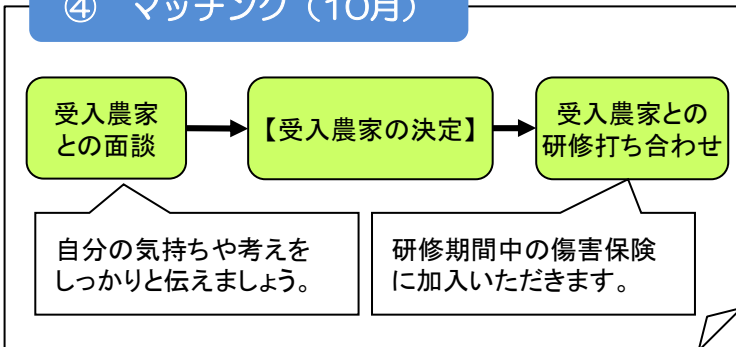 ④ マッチング（10月）
受入農家
との面談
【受入農家の決定】
受入農家との
研修打ち合わせ
自分の気持ちや考えを
しっかりと伝えましょう。
研修期間中の傷害保険
に加入いただきます。